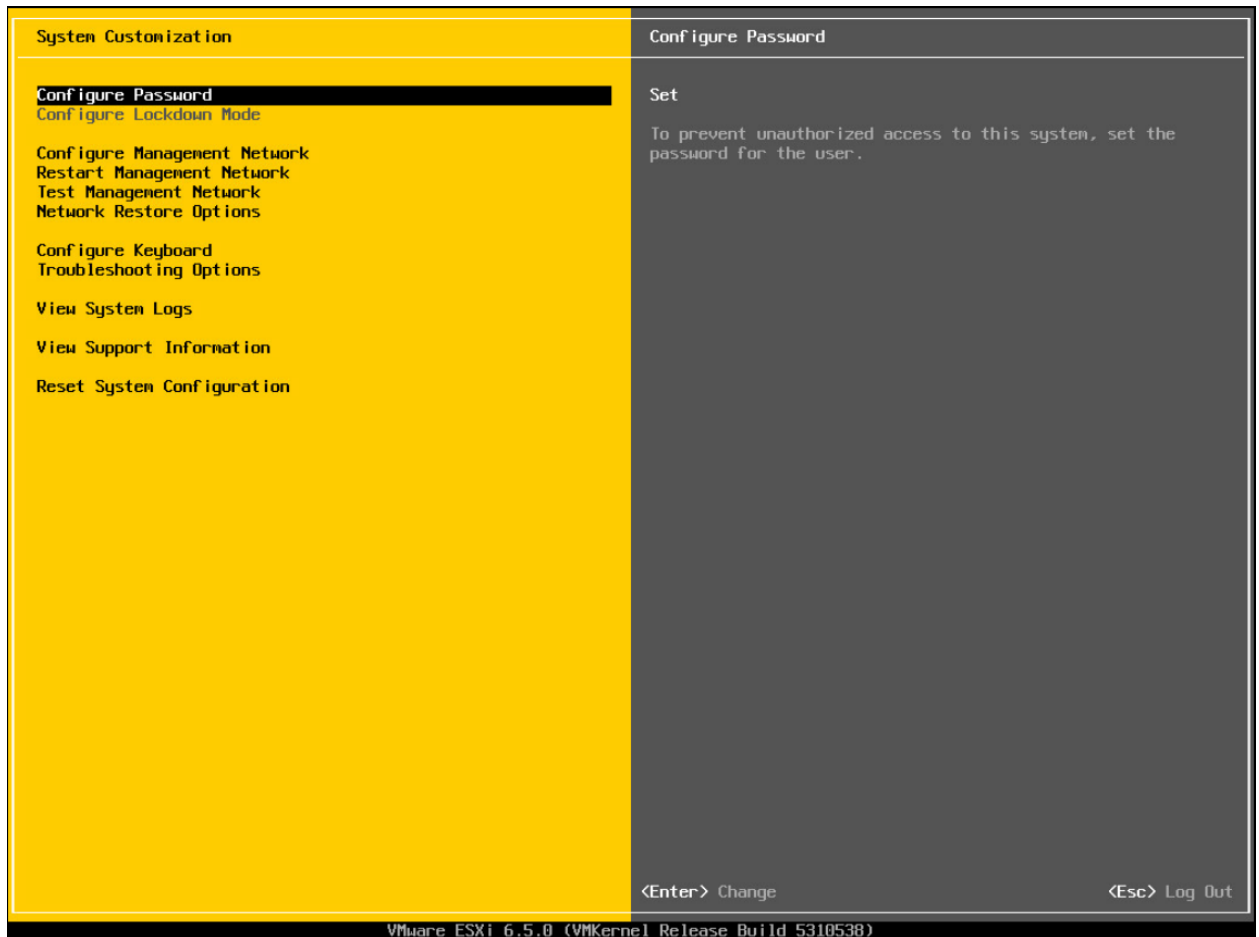 System Customization
Configure Password
Configure Lockdown Mode
Configure Management Network
Restart Management Network
Test Management Network
Network Restore Options
Configure Keyboard
Troubleshooting Options
View System Logs
View Support Information
Reset System Configuration
Configure Password
Set
To prevent unauthorized access to this system, set the
password for the user.
<Enter> Change
<Esc> Log Out
VMware ESXi 6.5.0 (VMKernel Release Build 5310538)